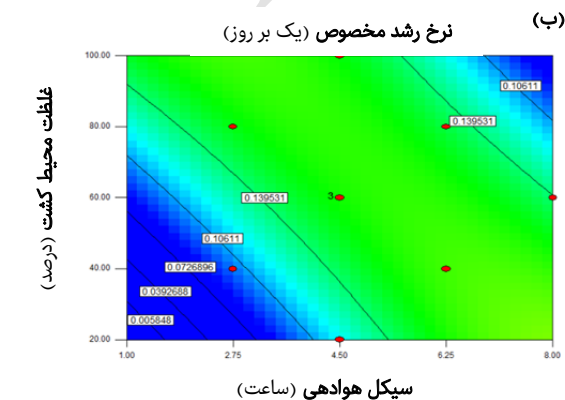 (ب)
نرخ رشد مخصوص (یک بر روز)
غلظت محیط کشت (درصد)
100.00
80.00
60.00
40.00
20.00
0.10611
0.139531
3
0.139531
0.10611
0.0726896
0.0392688
0.005848
1.00 2.75 4.50 6.25 8.00
سیکل هوادهی (ساعت)